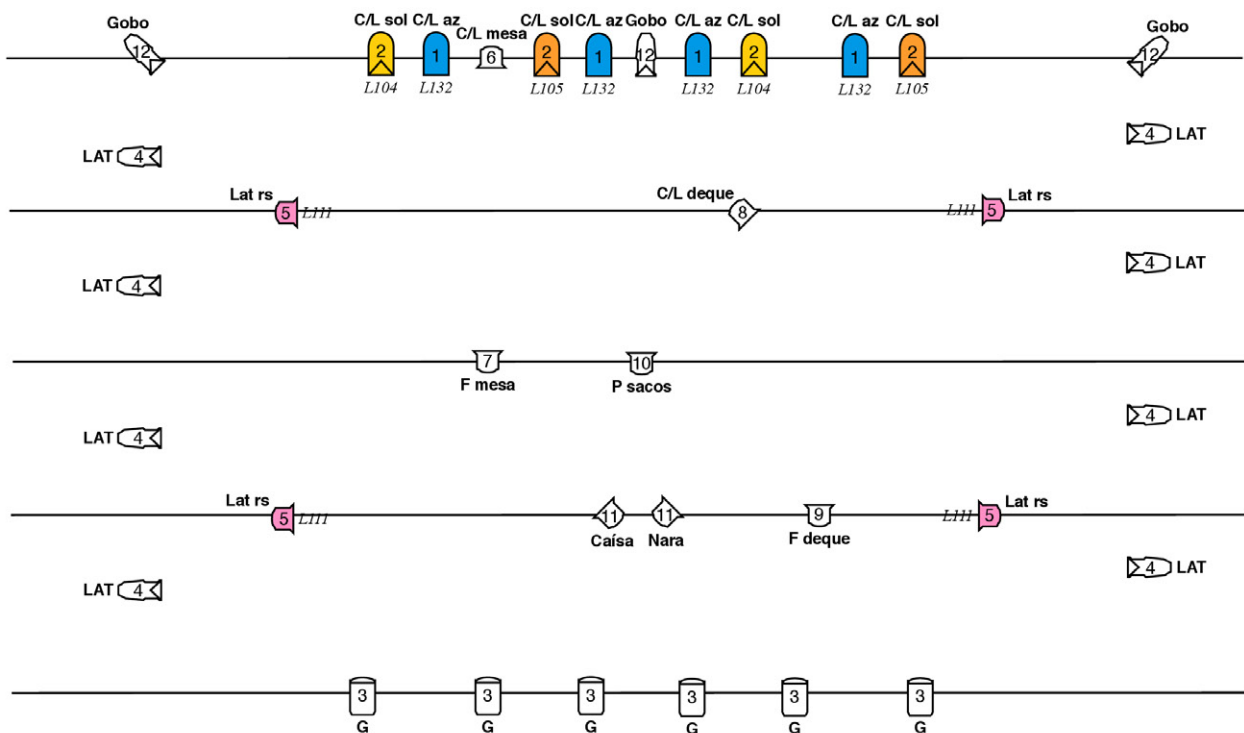 Gobo C/L sol C/L az C/L mesa C/L sol C/L az Gobo C/L az C/L sol C/L az C/L sol Gobo
12 2 1 6 2 1 12 1 2 1 2 12
L104 L132 L105 L132 L132 L104 L132 L105
LAT 4 4 LAT
Lat rs C/L deque Lat rs
5 L111 8 L111 5
LAT 4 4 LAT
7 10
F mesa P sacos
LAT 4 4 LAT
Lat rs Lat rs
5 L111 11 11 9 L111 5
Caísa Nara F deque
LAT 4 4 LAT
3 3 3 3 3 3
G G G G G G